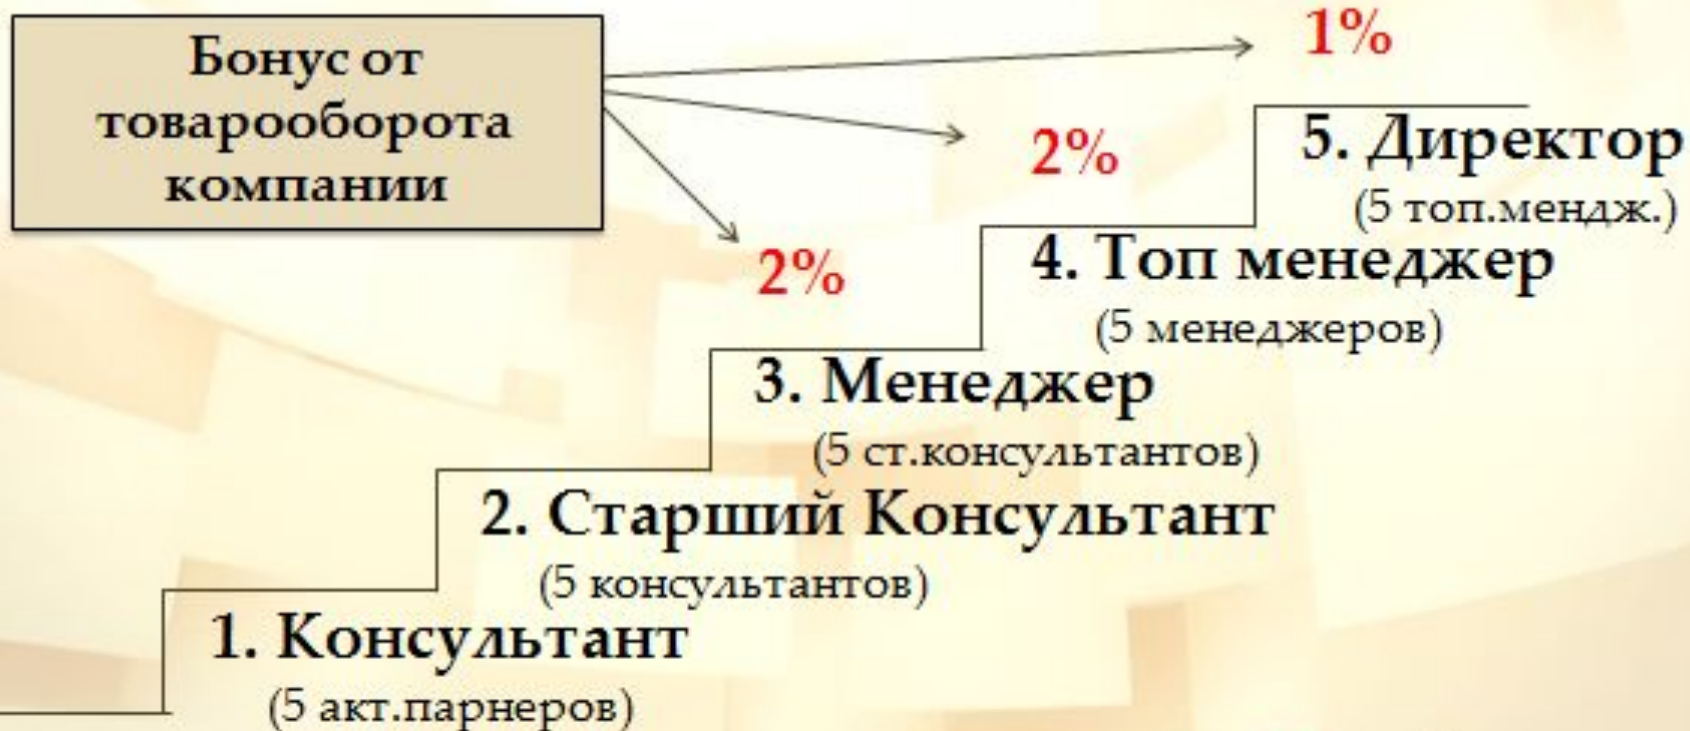 Бонус от
товарооборота
компании
1%
5. Директор
(5 топ.мендж.)
2%
4. Топ менеджер
(5 менеджеров)
2%
3. Менеджер
(5 ст.консультантов)
2. Старший Консультант
(5 консультантов)
1. Консультант
(5 акт.парнеров)